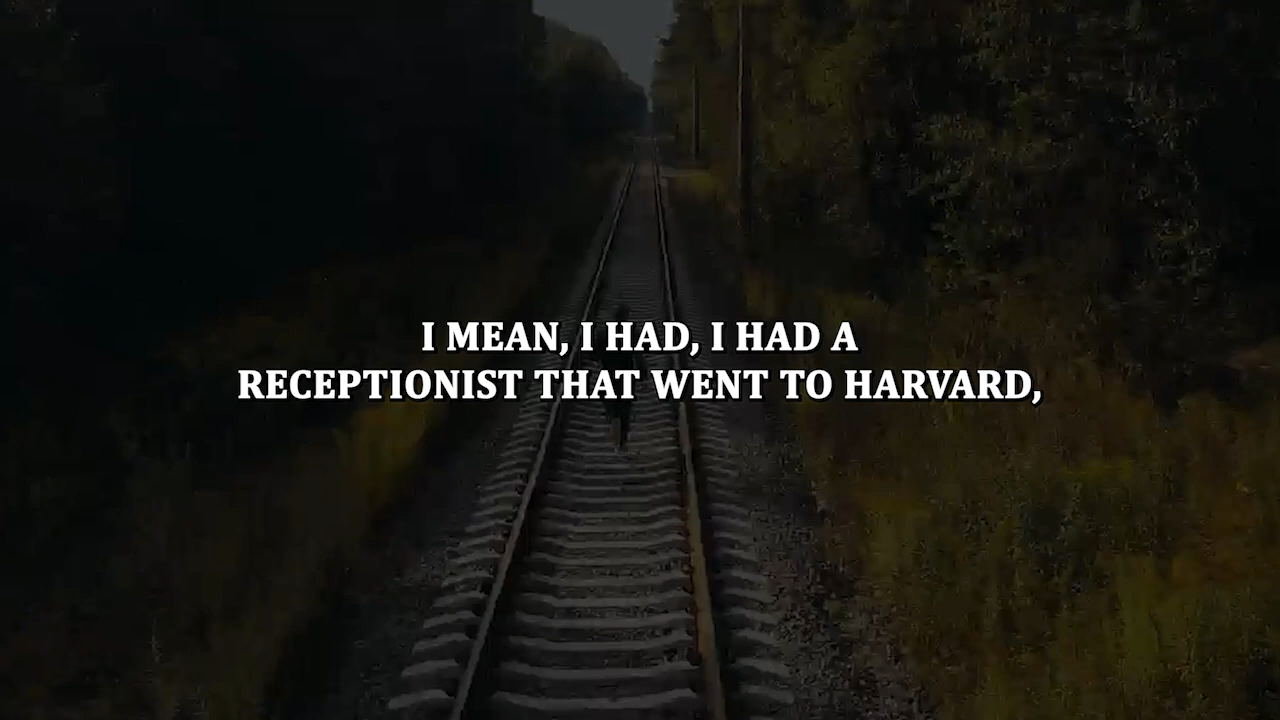 I MEAN, I HAD, I HAD A
RECEPTIONIST THAT WENT TO HARVARD,